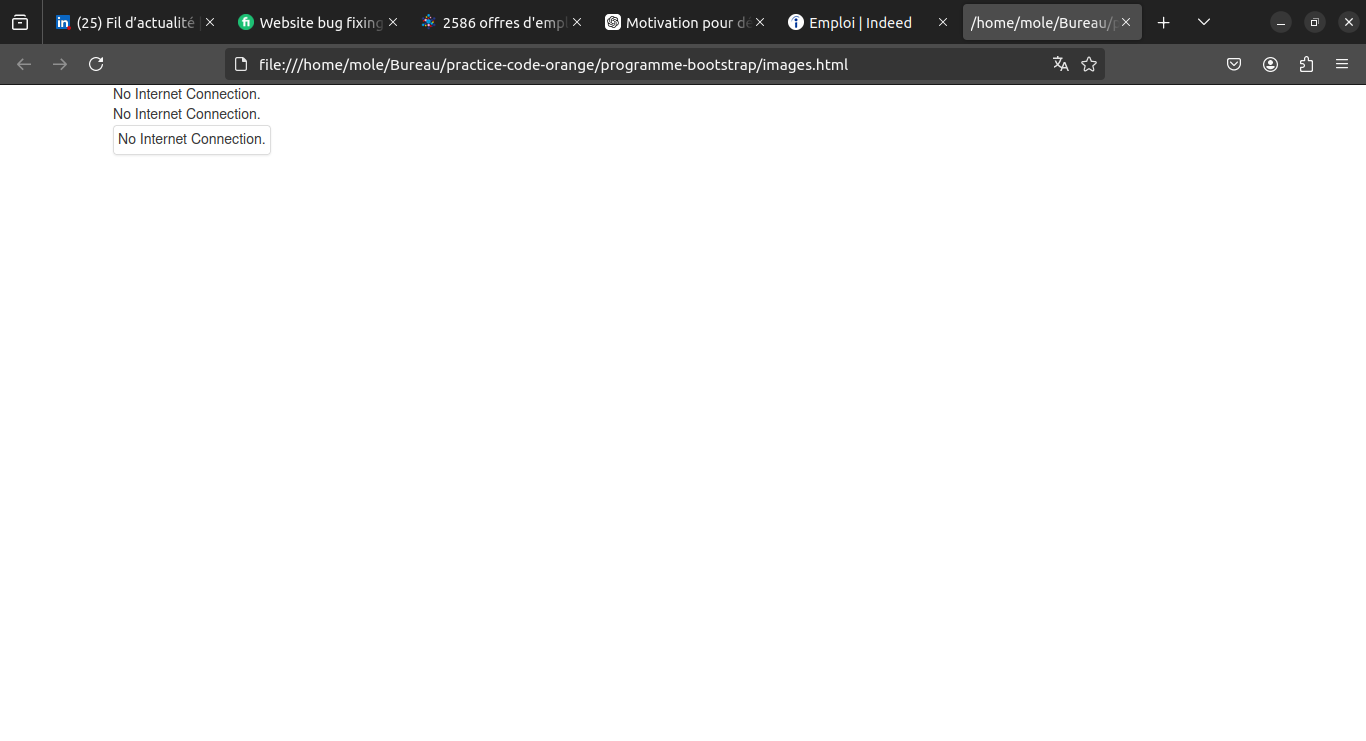 (25) Fil d’actualité |
Website bug fixing
2586 offres d'empl
Motivation pour dé
Emploi | Indeed
/home/mole/Bureau/p
file:///home/mole/Bureau/practice-code-orange/programme-bootstrap/images.html
No Internet Connection.
No Internet Connection.
No Internet Connection.